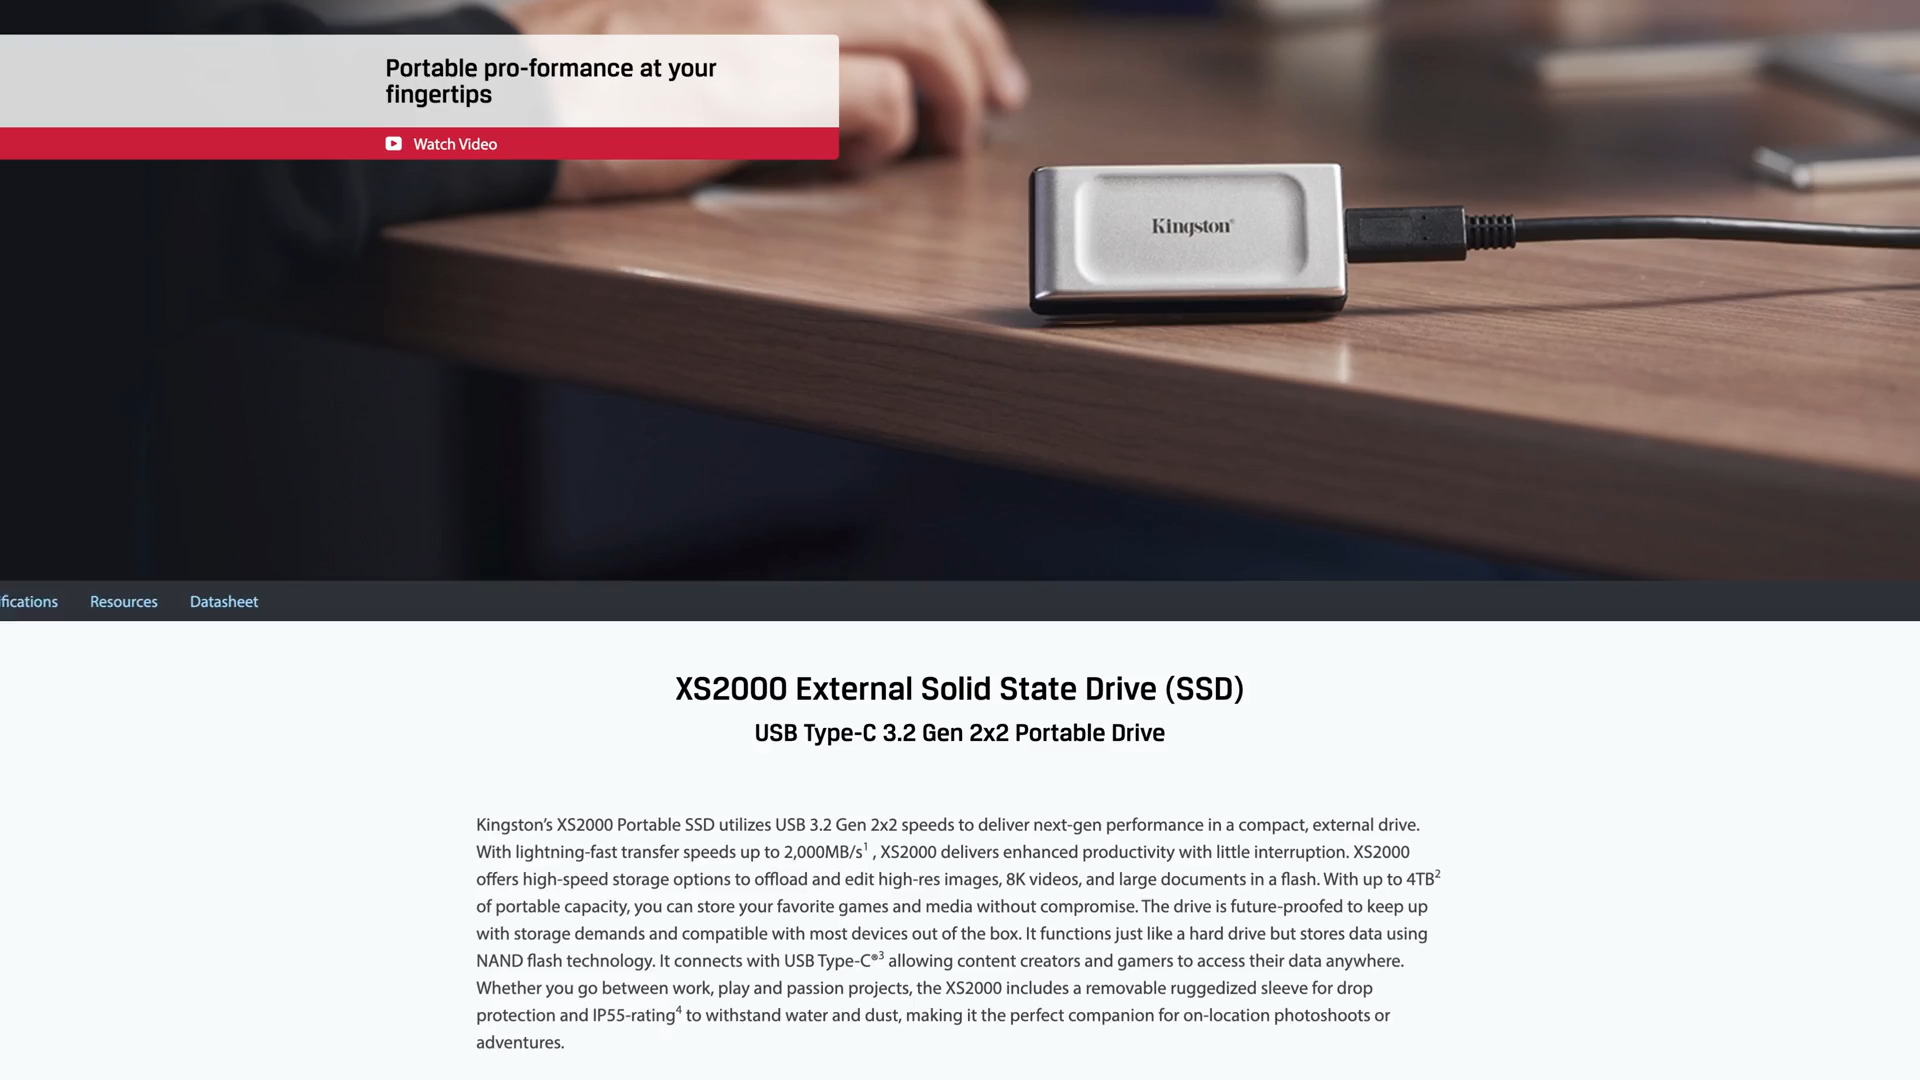 Portable pro-formance at your
fingertips
Watch Video
Kingston®
ifications
Resources
Datasheet
XS2000 External Solid State Drive (SSD)
USB Type-C 3.2 Gen 2x2 Portable Drive
Kingston’s XS2000 Portable SSD utilizes USB 3.2 Gen 2x2 speeds to deliver next-gen performance in a compact, external drive.
With lightning-fast transfer speeds up to 2,000MB/s¹ , XS2000 delivers enhanced productivity with little interruption. XS2000
offers high-speed storage options to offload and edit high-res images, 8K videos, and large documents in a flash. With up to 4TB²
of portable capacity, you can store your favorite games and media without compromise. The drive is future-proofed to keep up
with storage demands and compatible with most devices out of the box. It functions just like a hard drive but stores data using
NAND flash technology. It connects with USB Type-C®³ allowing content creators and gamers to access their data anywhere.
Whether you go between work, play and passion projects, the XS2000 includes a removable ruggedized sleeve for drop
protection and IP55-rating⁴ to withstand water and dust, making it the perfect companion for on-location photoshoots or
adventures.